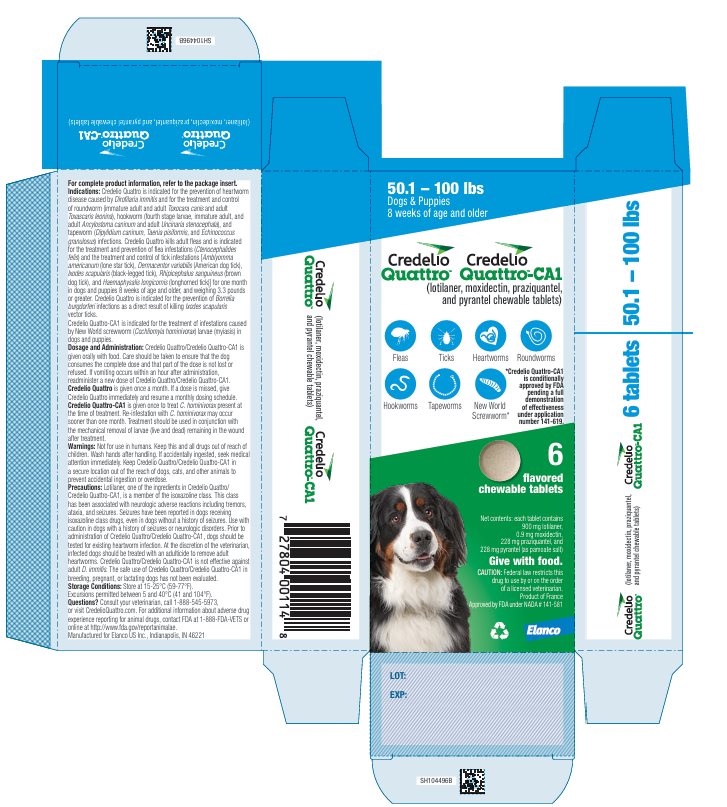 SH104496B
(lotilaner, moxidectin, praziquantel, and pyrantel chewable tablets)
Credelio Quattro
Credelio Quattro-CA1
For complete product information, refer to the package insert.
Indications: Credelio Quattro is indicated for the prevention of heartworm
disease caused by Dirofilaria immitis and for the treatment and control
of roundworm (immature adult and adult Toxocara canis and adult
Toxascaris leonina), hookworm (fourth stage larvae, immature adult, and
adult Ancylostoma caninum and adult Uncinaria stenocephala), and
tapeworm (Dipylidium caninum, Taenia pisiformis, and Echinococcus
granulosus) infections. Credelio Quattro kills adult fleas and is indicated
for the treatment and prevention of flea infestations (Ctenocephalides
felis) and the treatment and control of tick infestations [Amblyomma
americanum (lone star tick), Dermacentor variabilis (American dog tick),
Ixodes scapularis (black-legged tick), Rhipicephalus sanguineus (brown
dog tick), and Haemaphysalis longicornis (longhorned tick)] for one month
in dogs and puppies 8 weeks of age and older, and weighing 3.3 pounds
or greater. Credelio Quattro is indicated for the prevention of Borrelia
burgdorferi infections as a direct result of killing Ixodes scapularis
vector ticks.
Credelio Quattro-CA1 is indicated for the treatment of infestations caused
by New World screwworm (Cochliomyia hominivorax) larvae (myiasis) in
dogs and puppies.
Dosage and Administration: Credelio Quattro/Credelio Quattro-CA1 is
given orally with food. Care should be taken to ensure that the dog
consumes the complete dose and that part of the dose is not lost or
refused. If vomiting occurs within an hour after administration,
readminister a new dose of Credelio Quattro/Credelio Quattro-CA1.
Credelio Quattro is given once a month. If a dose is missed, give
Credelio Quattro immediately and resume a monthly dosing schedule.
Credelio Quattro-CA1 is given once to treat C. hominivorax present at
the time of treatment. Re-infestation with C. hominivorax may occur
sooner than one month. Treatment should be used in conjunction with
the mechanical removal of larvae (live and dead) remaining in the wound
after treatment.
Warnings: Not for use in humans. Keep this and all drugs out of reach of
children. Wash hands after handling. If accidentally ingested, seek medical
attention immediately. Keep Credelio Quattro/Credelio Quattro-CA1 in
a secure location out of the reach of dogs, cats, and other animals to
prevent accidental ingestion or overdose.
Precautions: Lotilaner, one of the ingredients in Credelio Quattro/
Credelio Quattro-CA1, is a member of the isoxazoline class. This class
has been associated with neurologic adverse reactions including tremors,
ataxia, and seizures. Seizures have been reported in dogs receiving
isoxazoline class drugs, even in dogs without a history of seizures. Use with
caution in dogs with a history of seizures or neurologic disorders. Prior to
administration of Credelio Quattro/Credelio Quattro-CA1, dogs should be
tested for existing heartworm infection. At the discretion of the veterinarian,
infected dogs should be treated with an adulticide to remove adult
heartworms. Credelio Quattro/Credelio Quattro-CA1 is not effective against
adult D. immitis. The safe use of Credelio Quattro/Credelio Quattro-CA1 in
breeding, pregnant, or lactating dogs has not been evaluated.
Storage Conditions: Store at 15-25°C (59-77°F).
Excursions permitted between 5 and 40°C (41 and 104°F).
Questions? Consult your veterinarian, call 1-888-545-5973,
or visit CredelioQuattro.com. For additional information about adverse drug
experience reporting for animal drugs, contact FDA at 1-888-FDA-VETS or
online at http://www.fda.gov/reportanimalae.
Manufactured for Elanco US Inc., Indianapolis, IN 46221
Credelio Quattro
(lotilaner, moxidectin, praziquantel,
and pyrantel chewable tablets)
Credelio Quattro-CA1
7 27804 00114 8
50.1 – 100 lbs
Dogs & Puppies
8 weeks of age and older
Credelio Quattro
Credelio Quattro-CA1
(lotilaner, moxidectin, praziquantel,
and pyrantel chewable tablets)
Fleas
Ticks
Heartworms
Roundworms
Hookworms
Tapeworms
New World
Screwworm*
*Credelio Quattro-CA1
is conditionally
approved by FDA
pending a full
demonstration
of effectiveness
under application
number 141-619.
6
flavored
chewable tablets
Net contents: each tablet contains
900 mg lotilaner,
0.9 mg moxidectin,
228 mg praziquantel, and
228 mg pyrantel (as pamoate salt)
Give with food.
CAUTION: Federal law restricts this
drug to use by or on the order
of a licensed veterinarian.
Product of France
Approved by FDA under NADA # 141-581
Elanco
LOT:
EXP:
SH104496B
Credelio Quattro
(lotilaner, moxidectin, praziquantel,
and pyrantel chewable tablets)
Credelio Quattro-CA1
6 tablets
50.1 – 100 lbs